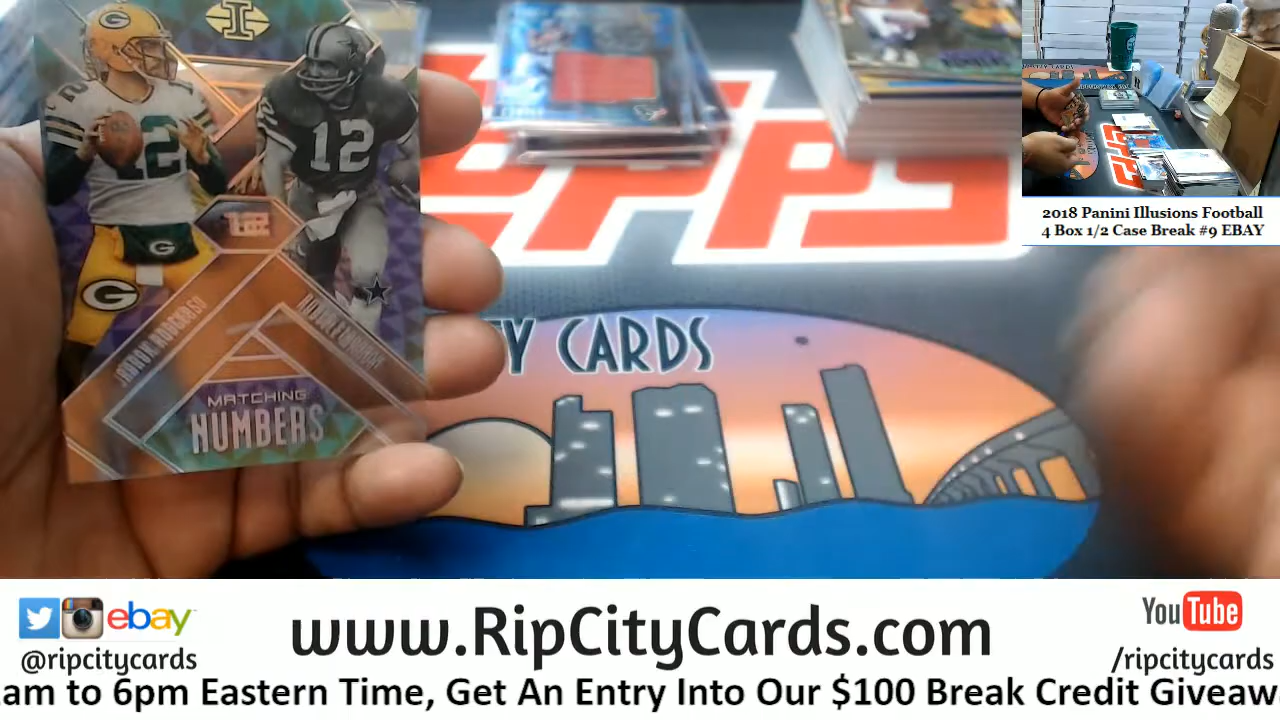 12
12
G
G
AARON RODGERS
MATCHING
NUMBERS
Y CARDS
2018 Panini Illusions Football
4 Box 1/2 Case Break #9 EBAY
ebay
www.RipCityCards.com
YouTube
@ripcitycards
/ripcitycards
am to 6pm Eastern Time, Get An Entry Into Our $100 Break Credit Giveaw